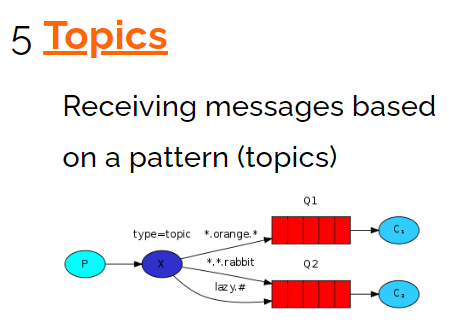 5 Topics
Receiving messages based
on a pattern (topics)
Q1
type=topic *.orange.*
C₁
P X
*.*.rabbit Q2
lazy.#
C₂